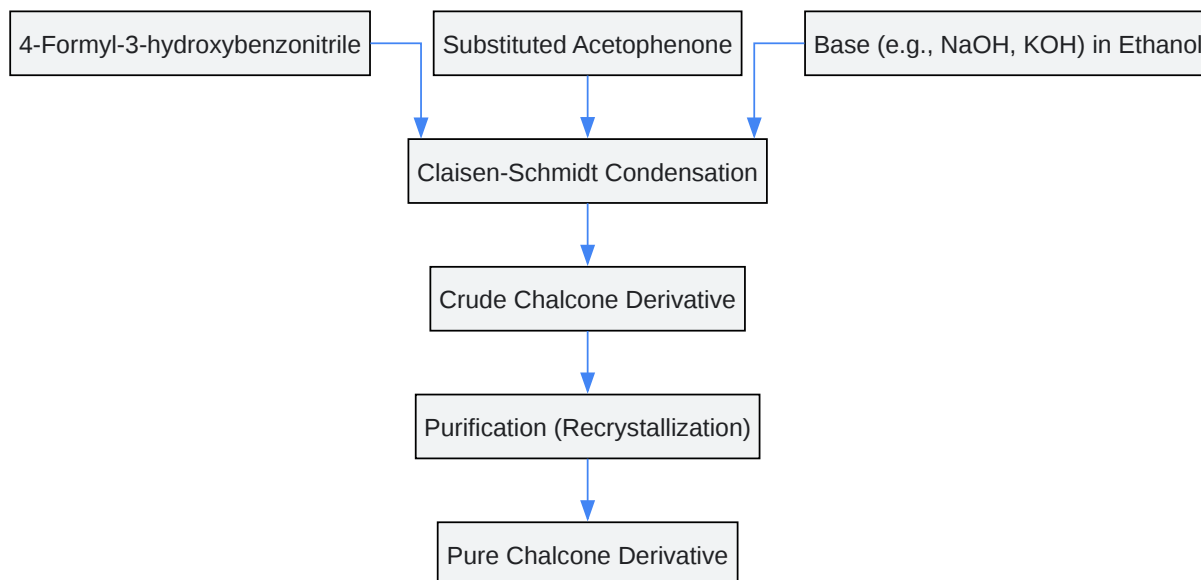 4-Formyl-3-hydroxybenzonitrile
Substituted Acetophenone
Base (e.g., NaOH, KOH) in Ethanol
Claisen-Schmidt Condensation
Crude Chalcone Derivative
Purification (Recrystallization)
Pure Chalcone Derivative